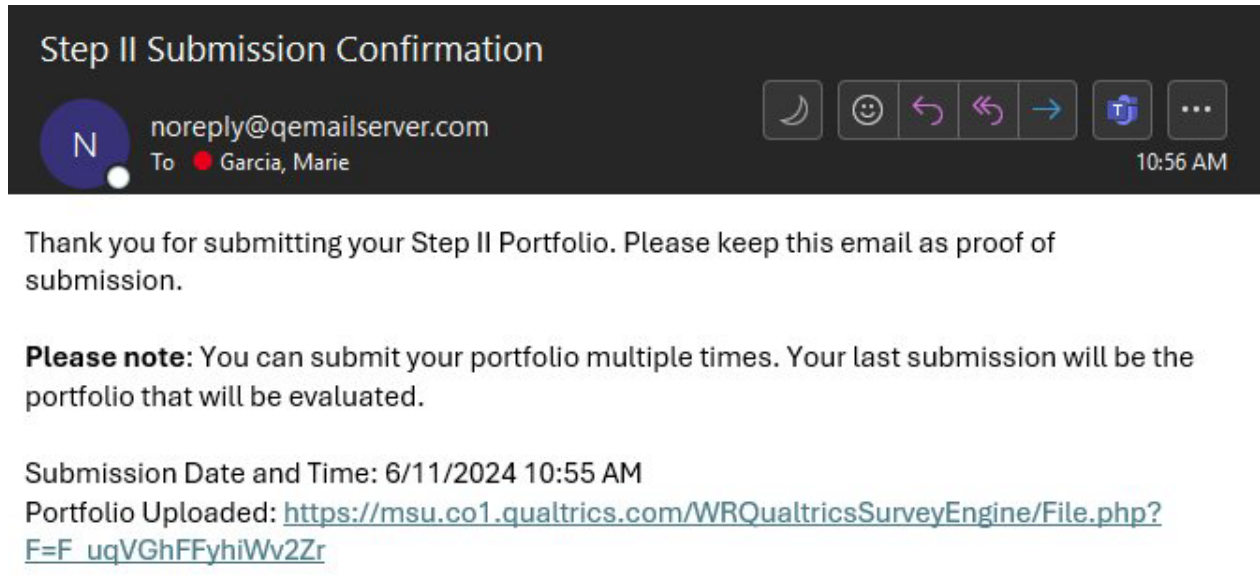 Step II Submission Confirmation
N
noreply@qemailserver.com
To Garcia, Marie
T
10:56 AM
Thank you for submitting your Step II Portfolio. Please keep this email as proof of
submission.
Please note: You can submit your portfolio multiple times. Your last submission will be the
portfolio that will be evaluated.
Submission Date and Time: 6/11/2024 10:55 AM
Portfolio Uploaded: https://msu.co1.qualtrics.com/WRQualtricsSurveyEngine/File.php?
F=F_uqVGhFFyhiWv2Zr